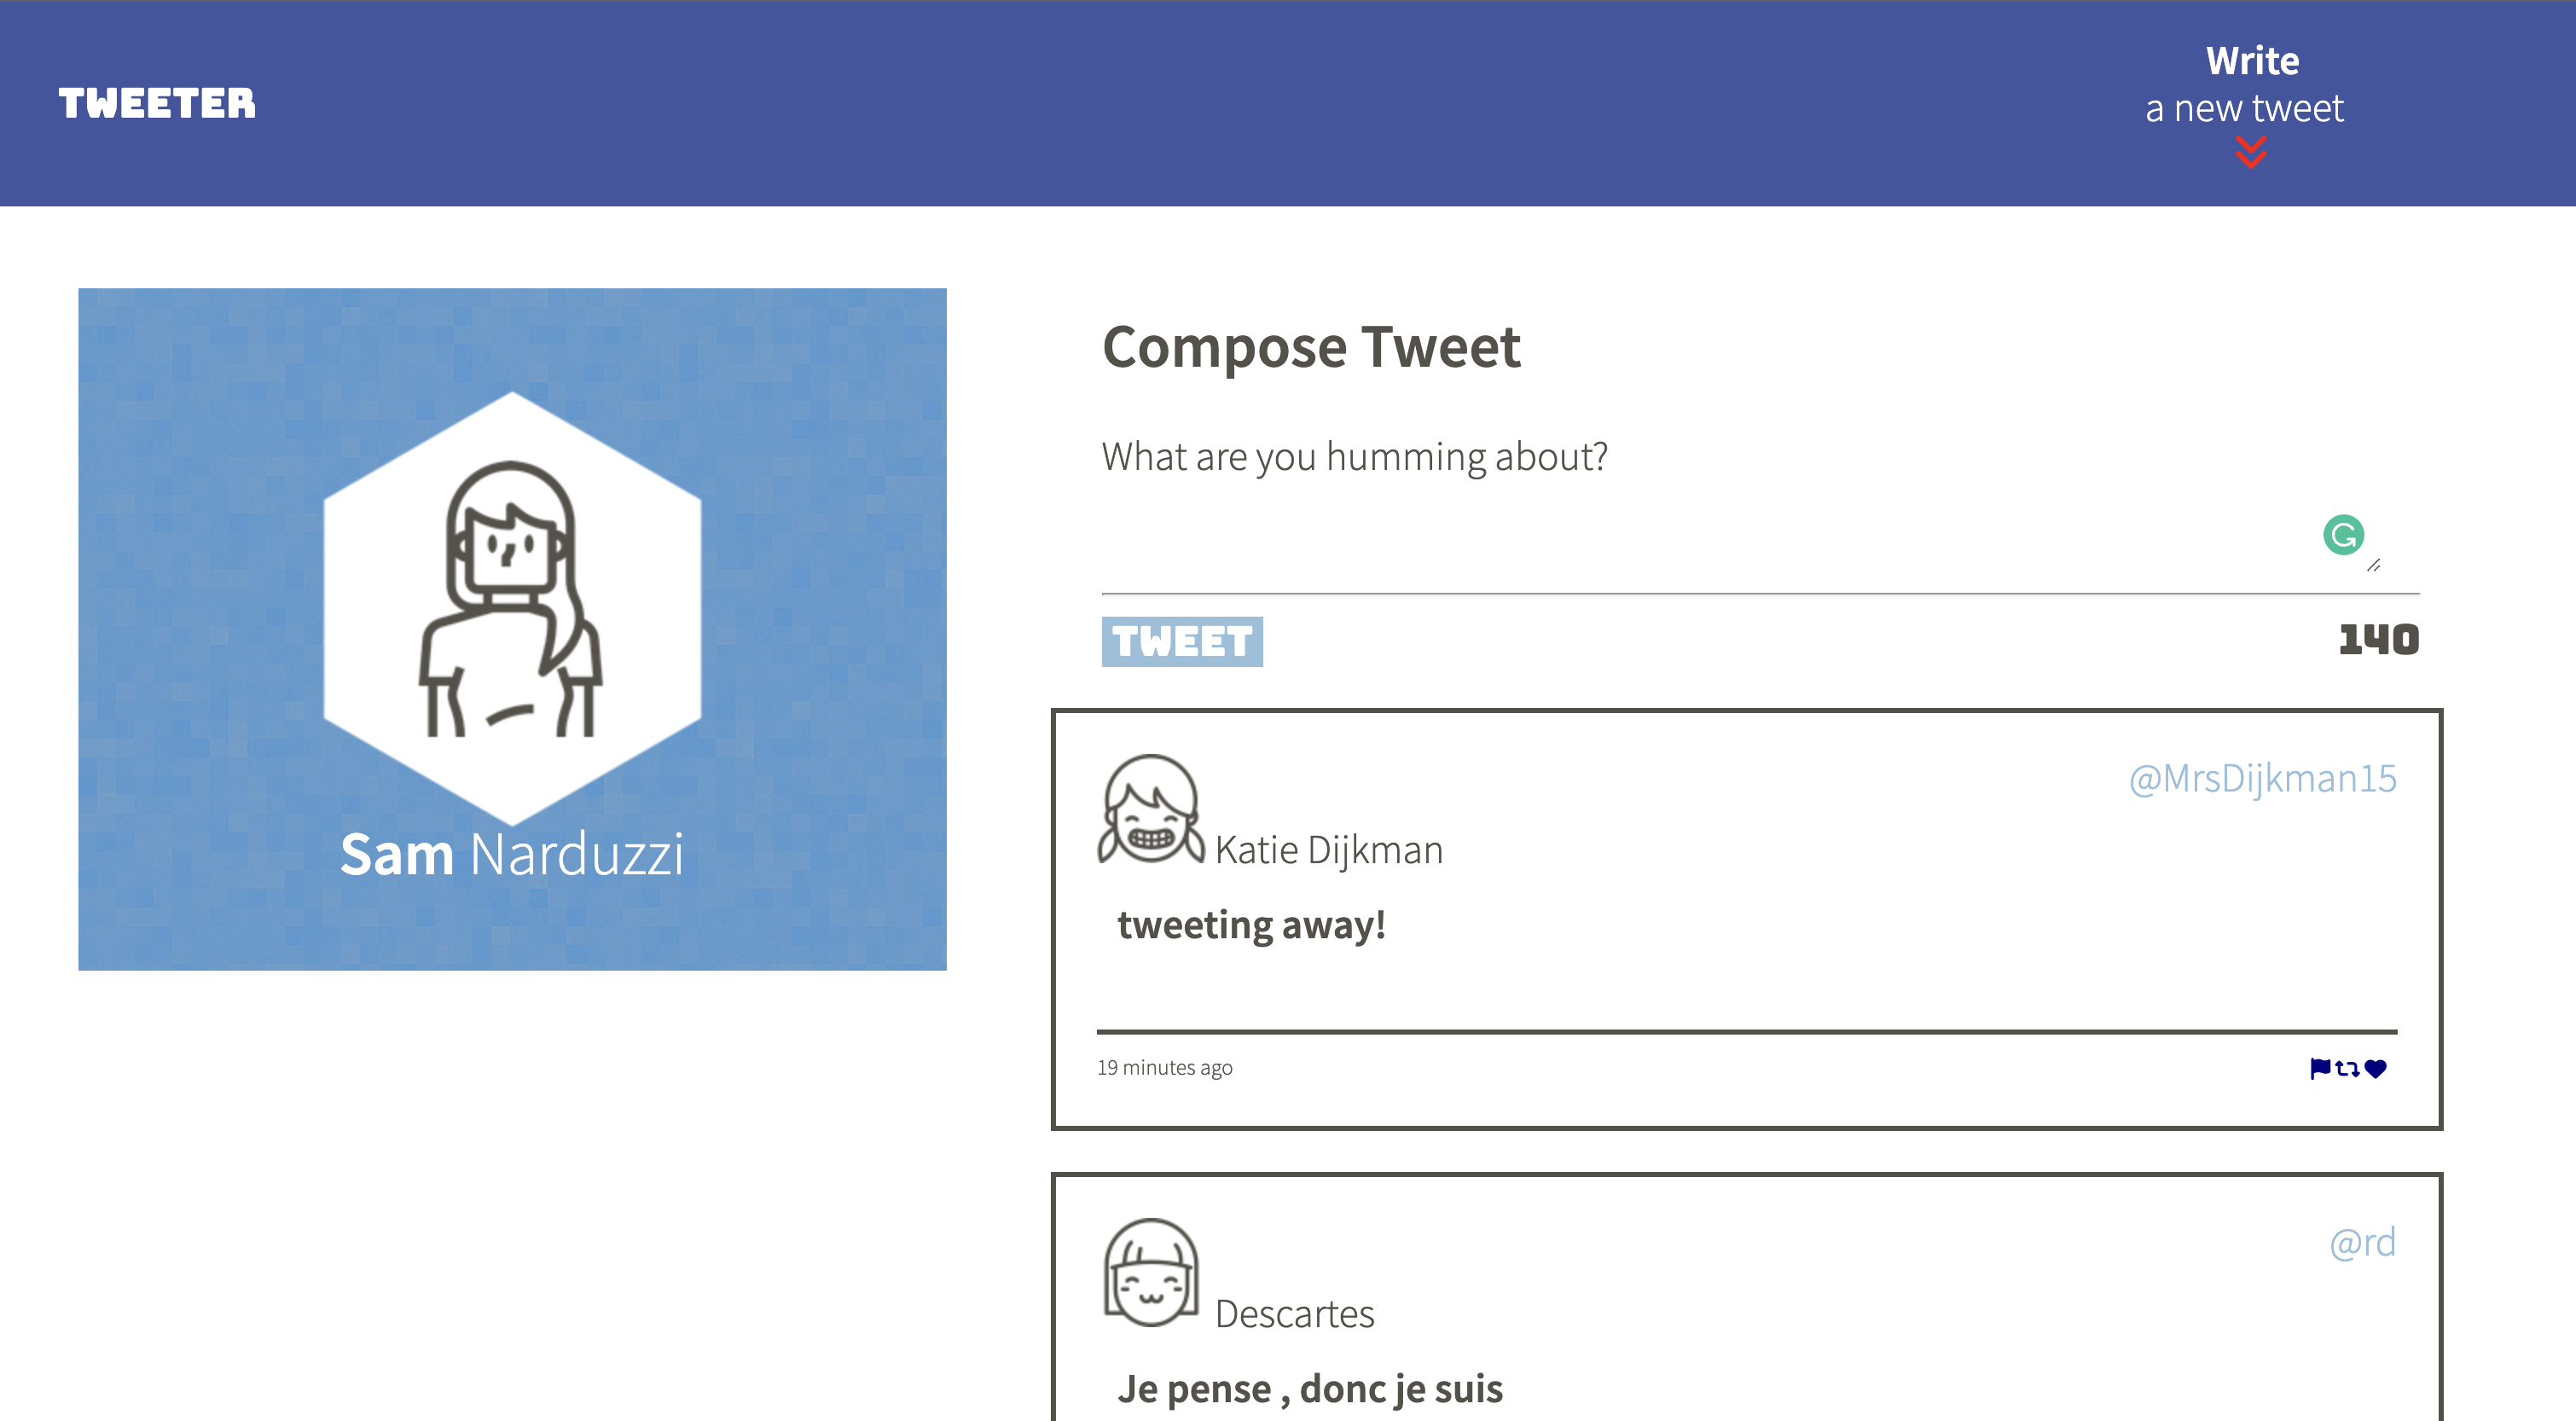 TWEETER
Write
a new tweet
Sam Narduzzi
Compose Tweet
What are you humming about?
TWEET
140
@MrsDijkman15
Katie Dijkman
tweeting away!
19 minutes ago
@rd
Descartes
Je pense , donc je suis